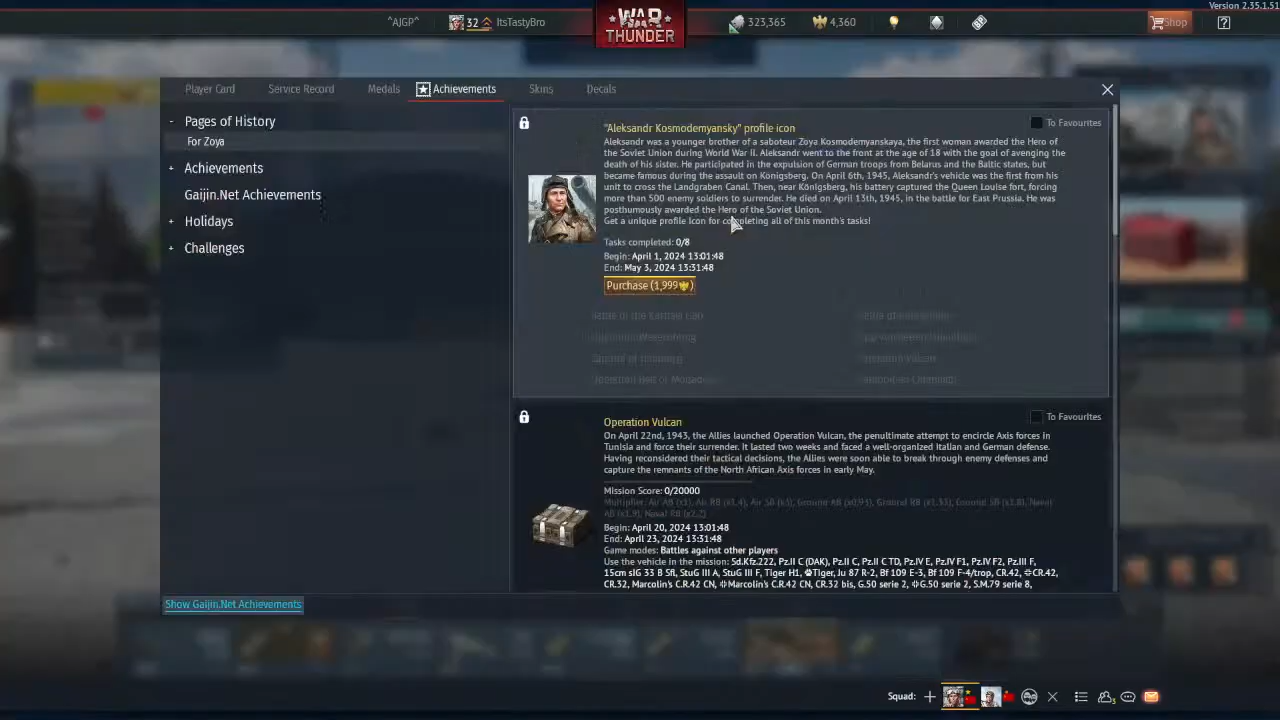 Version 2.35.1.51
^AJGP^ 32 ItsTastyBro WAR THUNDER 323,365 4,360 Shop
Player Card Service Record Medals Achievements Skins Decals
- Pages of History
For Zoya
+ Achievements
Gaijin.Net Achievements
+ Holidays
+ Challenges
"Aleksandr Kosmodemyansky" profile icon To Favourites
Aleksandr was a younger brother of a saboteur Zoya Kosmodemyanskaya, the first woman awarded the Hero of
the Soviet Union during World War II. Aleksandr went to the front at the age of 18 with the goal of avenging the
death of his sister. He participated in the expulsion of German troops from Belarus and the Baltic states, but
became famous during the assault on Königsberg. On April 6th, 1945, Aleksandr's vehicle was the first from his
unit to cross the Landgraben Canal. Then, near Königsberg, his battery captured the Queen Louise fort, forcing
more than 500 enemy soldiers to surrender. He died on April 13th, 1945, in the battle for East Prussia. He was
posthumously awarded the Hero of the Soviet Union.
Get a unique profile icon for completing all of this month's tasks!
Tasks completed: 0/8
Begin: April 1, 2024 13:01:48
End: May 3, 2024 13:31:48
Purchase (1,999)
Operation Vulcan To Favourites
On April 22nd, 1943, the Allies launched Operation Vulcan, the penultimate attempt to encircle Axis forces in
Tunisia and force their surrender. It lasted two weeks and faced a well-organized Italian and German defense.
Having reconsidered their tactical decisions, the Allies were soon able to break through enemy defenses and
capture the remnants of the North African Axis forces in early May.
Mission Score: 0/20000
Begin: April 20, 2024 13:01:48
End: April 23, 2024 13:31:48
Game modes: Battles against other players
Use the vehicle in the mission: Sd.Kfz.222, Pz.II C (DAK), Pz.II C, Pz.II C TD, Pz.IV E, Pz.IV F1, Pz.IV F2, Pz.III F,
15cm sIG 33 B Sfl, StuG III A, StuG III F, Tiger H1, Tiger, Ju 87 R-2, Bf 109 E-3, Bf 109 F-4/trop, CR.42, CR.42,
CR.32, Marcolin's C.R.42 CN, CR.32 bis, G.50 serie 2, G.50 serie 2, S.M.79 serie 8,
Show Gaijin.Net Achievements
Squad: